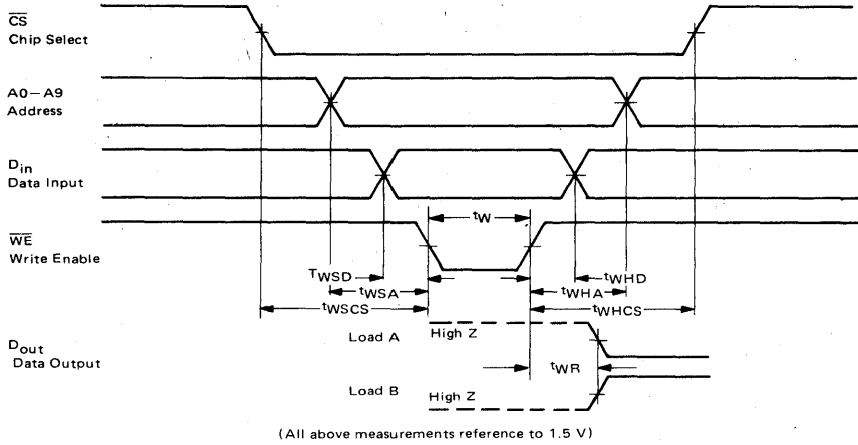 CS
Chip Select
A0–A9
Address
Din
Data Input
tW
WE
Write Enable
TWSD
tWHD
tWSA
tWHA
tWSCS
tWHCS
Load A
High Z
Dout
Data Output
tWR
Load B
High Z
(All above measurements reference to 1.5 V)